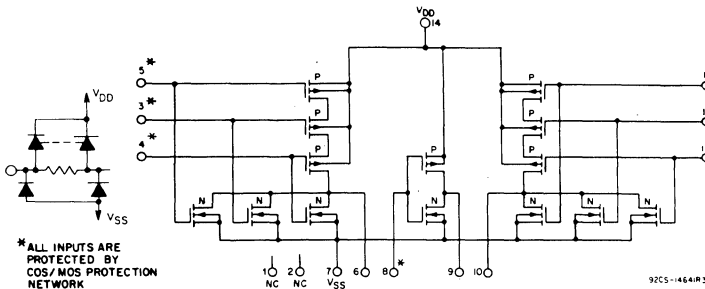 VDD
14
5*
3*
4*
P
P
P
P
P
P
P
VDD
N
N
N
N
N
N
N
VSS
*ALL INPUTS ARE
PROTECTED BY
COS/MOS PROTECTION
NETWORK
1
NC
2
NC
7
VSS
6
8*
9
10
92CS-14641R3